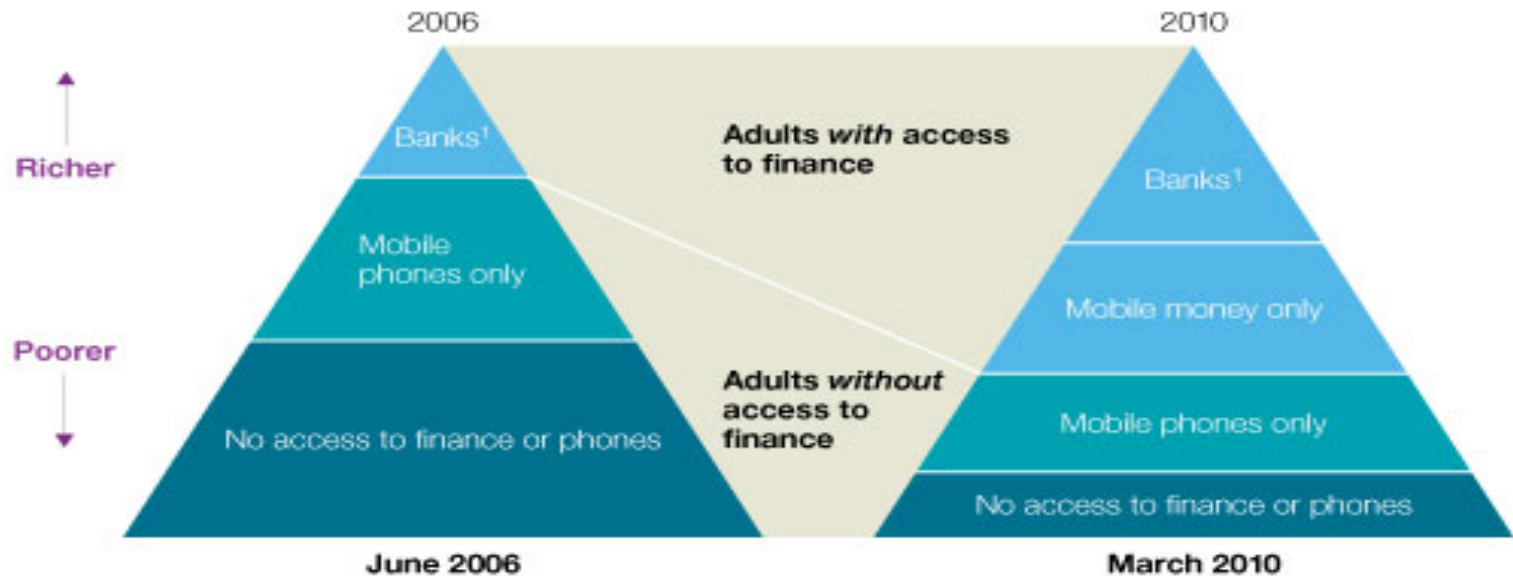 2006
2010
Richer
Poorer
Banks¹
Mobile
phones only
No access to finance or phones
June 2006
Adults with access
to finance
Adults without
access to
finance
Banks¹
Mobile money only
Mobile phones only
No access to finance or phones
March 2010